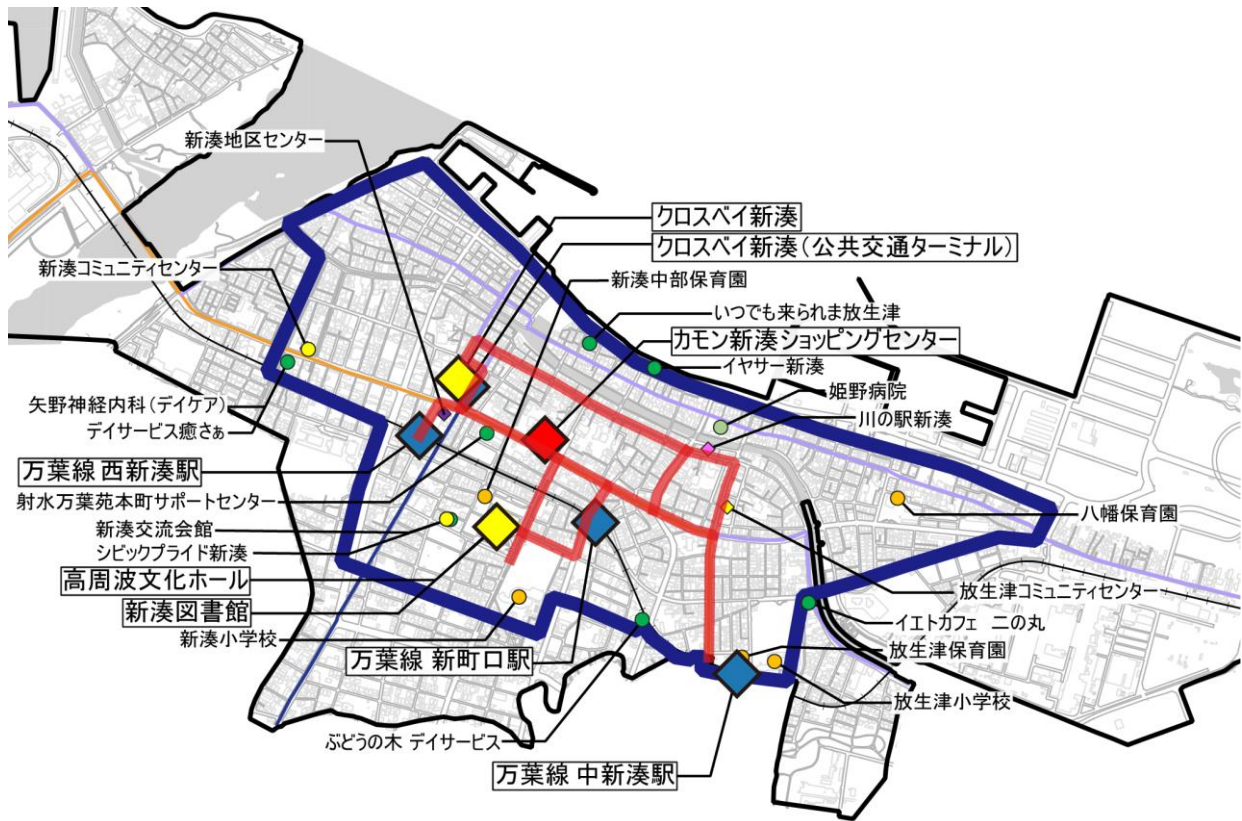 新湊地区センター
クロスベイ新湊
クロスベイ新湊(公共交通ターミナル)
新湊コミュニティセンター
新湊中部保育園
いつでも来られま放生津
カモン新湊ショッピングセンター
イヤサー新湊
姫野病院
矢野神経内科(デイケア)
川の駅新湊
デイサービス癒さぁ
万葉線 西新湊駅
射水万葉苑本町サポートセンター
八幡保育園
新湊交流会館
シビックプライド新湊
高周波文化ホール
放生津コミュニティセンター
新湊図書館
イエトカフェ 二の丸
新湊小学校
放生津保育園
万葉線 新町口駅
放生津小学校
ぶどうの木 デイサービス
万葉線 中新湊駅